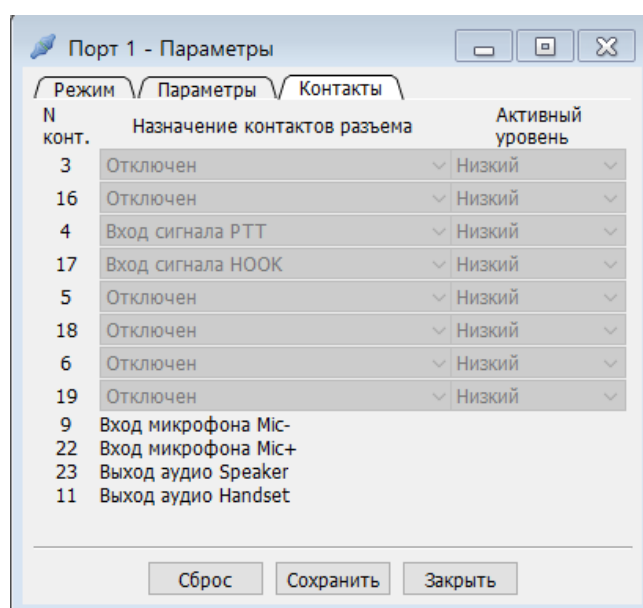 Порт 1 - Параметры
Режим Параметры Контакты
N конт. Назначение контактов разъема Активный уровень
3 Отключен Низкий
16 Отключен Низкий
4 Вход сигнала PTT Низкий
17 Вход сигнала HOOK Низкий
5 Отключен Низкий
18 Отключен Низкий
6 Отключен Низкий
19 Отключен Низкий
9 Вход микрофона Mic-
22 Вход микрофона Mic+
23 Выход аудио Speaker
11 Выход аудио Handset
Сброс Сохранить Закрыть